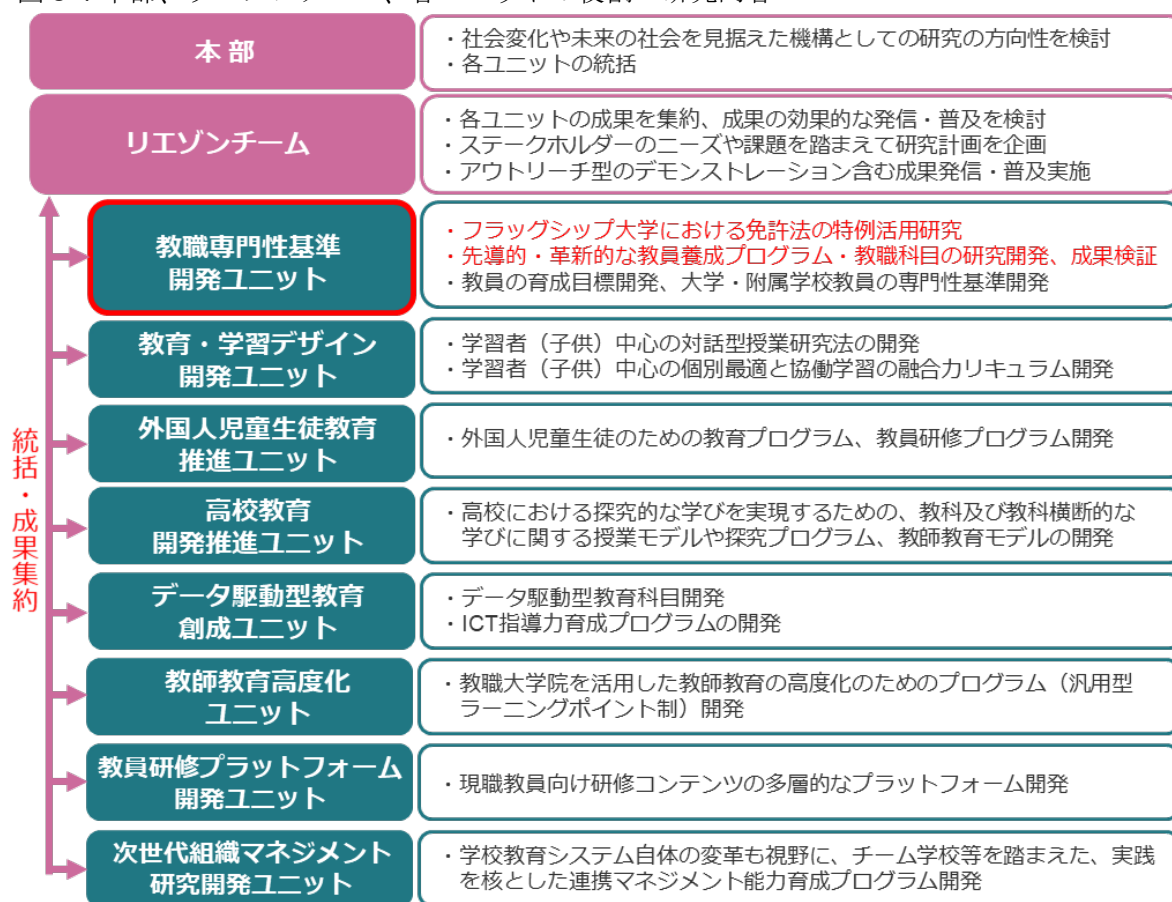 本部
・社会変化や未来の社会を見据えた機構としての研究の方向性を検討
・各ユニットの統括
リエゾンチーム
・各ユニットの成果を集約、成果の効果的な発信・普及を検討
・ステークホルダーのニーズや課題を踏まえて研究計画を企画
・アウトリーチ型のデモンストレーション含む成果発信・普及実施
統括・成果集約
教職専門性基準
開発ユニット
・フラッグシップ大学における免許法の特例活用研究
・先導的・革新的な教員養成プログラム・教職科目の研究開発、成果検証
・教員の育成目標開発、大学・附属学校教員の専門性基準開発
教育・学習デザイン
開発ユニット
・学習者（子供）中心の対話型授業研究法の開発
・学習者（子供）中心の個別最適と協働学習の融合カリキュラム開発
外国人児童生徒教育
推進ユニット
・外国人児童生徒のための教育プログラム、教員研修プログラム開発
高校教育
開発推進ユニット
・高校における探究的な学びを実現するための、教科及び教科横断的な
学びに関する授業モデルや探究プログラム、教師教育モデルの開発
データ駆動型教育
創成ユニット
・データ駆動型教育科目開発
・ICT指導力育成プログラムの開発
教師教育高度化
ユニット
・教職大学院を活用した教師教育の高度化のためのプログラム（汎用型
ラーニングポイント制）開発
教員研修プラットフォーム
開発ユニット
・現職教員向け研修コンテンツの多層的なプラットフォーム開発
次世代組織マネジメント
研究開発ユニット
・学校教育システム自体の変革も視野に、チーム学校等を踏まえた、実践
を核とした連携マネジメント能力育成プログラム開発